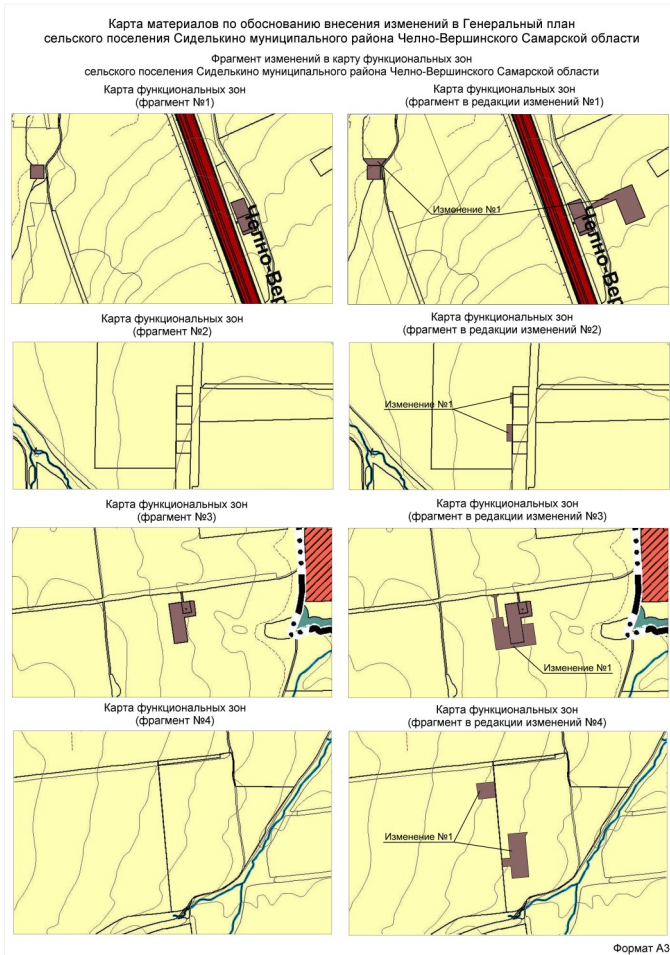 Карта материалов по обоснованию внесения изменений в Генеральный план
сельского поселения Сиделькино муниципального района Челно-Вершинского Самарской области
Фрагмент изменений в карту функциональных зон
сельского поселения Сиделькино муниципального района Челно-Вершинского Самарской области
Карта функциональных зон
(фрагмент №1)
Карта функциональных зон
(фрагмент в редакции изменений №1)
Челно-Вер
Изменение №1
Челно-Вер
Карта функциональных зон
(фрагмент №2)
Карта функциональных зон
(фрагмент в редакции изменений №2)
Изменение №1
Карта функциональных зон
(фрагмент №3)
Карта функциональных зон
(фрагмент в редакции изменений №3)
Изменение №1
Карта функциональных зон
(фрагмент №4)
Карта функциональных зон
(фрагмент в редакции изменений №4)
Изменение №1
Формат А3